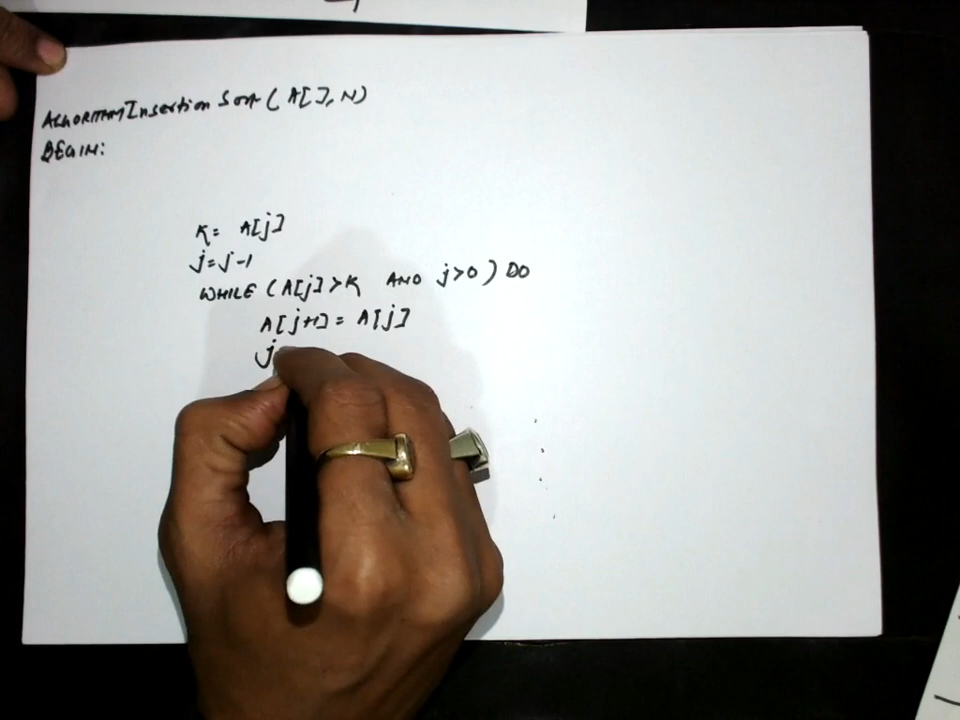 ALGORITHM Insertion Sort (A[], N)
BEGIN:
K= A[j]
j=j-1
WHILE (A[j]>K AND j>0) DO
A[j+1] = A[j]
j